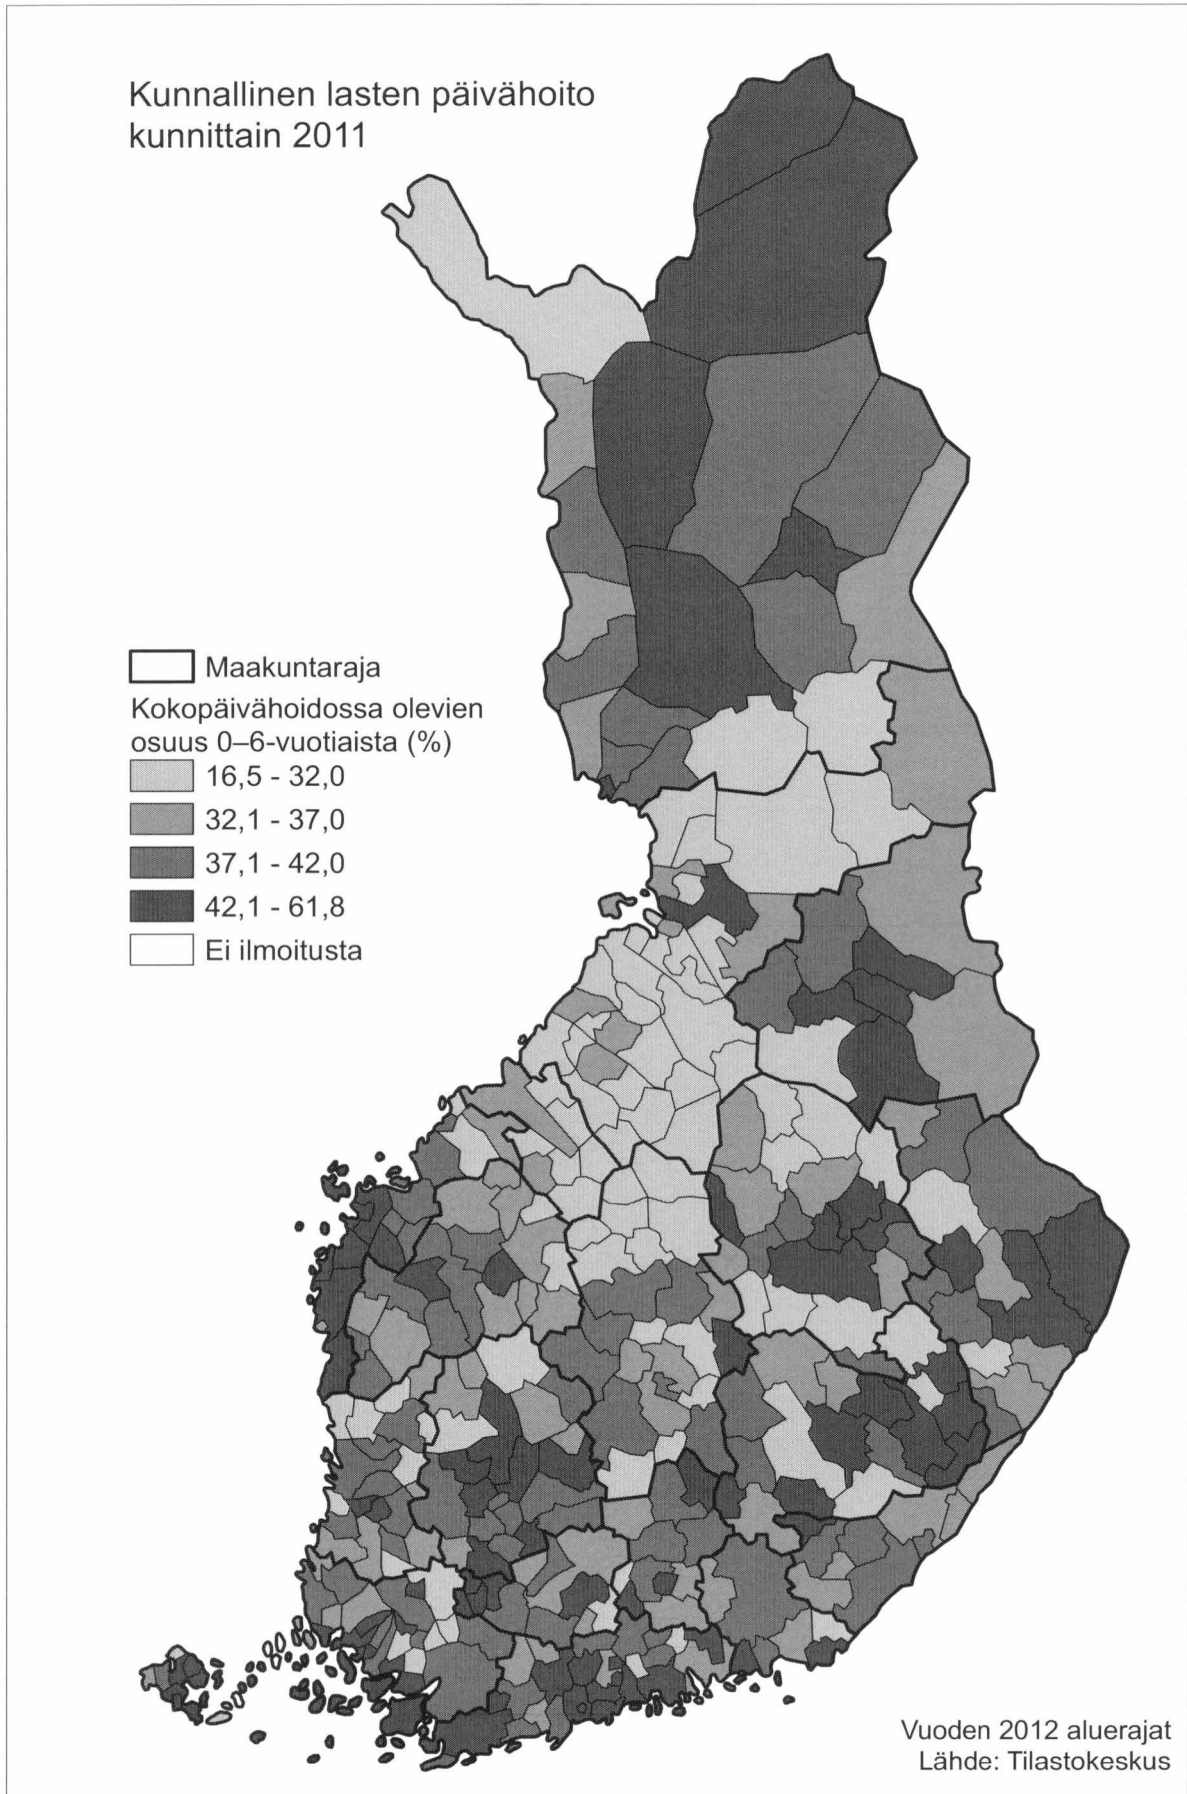 Kunnallinen lasten päivähoito
kunnittain 2011
Maakuntaraja
Kokopäivähoidossa olevien
osuus 0–6-vuotiaista (%)
16,5 - 32,0
32,1 - 37,0
37,1 - 42,0
42,1 - 61,8
Ei ilmoitusta
Vuoden 2012 aluerajat
Lähde: Tilastokeskus